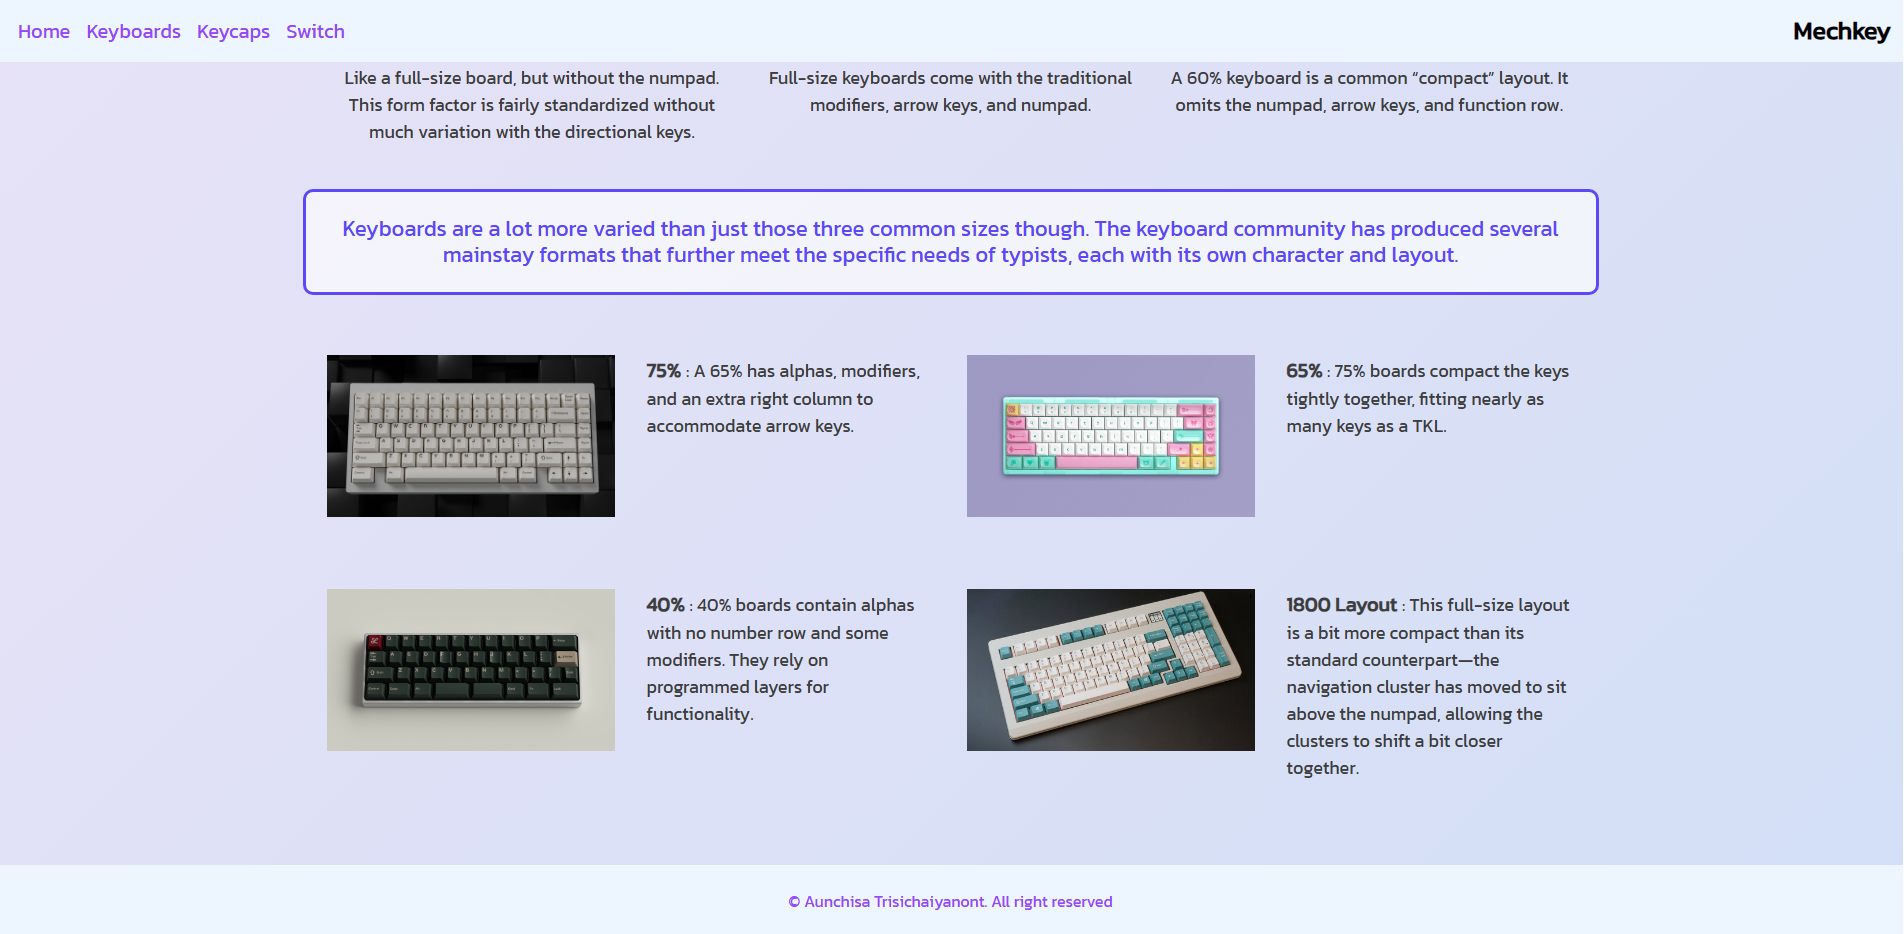 Home Keyboards Keycaps Switch Mechkey
Like a full-size board, but without the numpad.
This form factor is fairly standardized without
much variation with the directional keys.
Full-size keyboards come with the traditional
modifiers, arrow keys, and numpad.
A 60% keyboard is a common “compact” layout. It
omits the numpad, arrow keys, and function row.
Keyboards are a lot more varied than just those three common sizes though. The keyboard community has produced several
mainstay formats that further meet the specific needs of typists, each with its own character and layout.
75% : A 65% has alphas, modifiers,
and an extra right column to
accommodate arrow keys.
65% : 75% boards compact the keys
tightly together, fitting nearly as
many keys as a TKL.
40% : 40% boards contain alphas
with no number row and some
modifiers. They rely on
programmed layers for
functionality.
1800 Layout : This full-size layout
is a bit more compact than its
standard counterpart—the
navigation cluster has moved to sit
above the numpad, allowing the
clusters to shift a bit closer
together.
© Aunchisa Trisichaiyanont. All right reserved